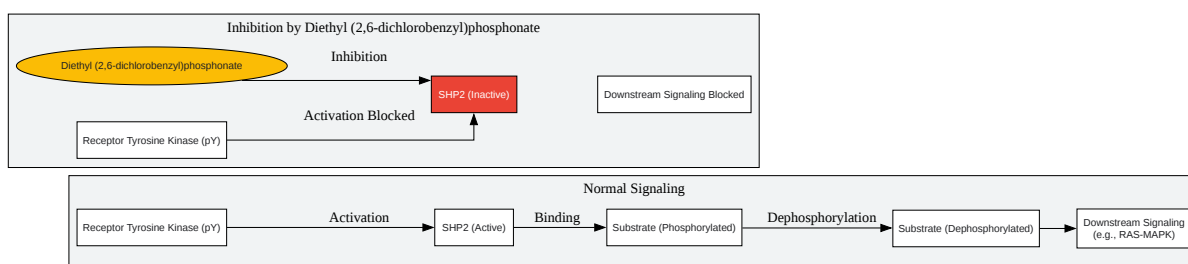 Inhibition by Diethyl (2,6-dichlorobenzyl)phosphonate
Diethyl (2,6-dichlorobenzyl)phosphonate
Inhibition
SHP2 (Inactive)
Downstream Signaling Blocked
Activation Blocked
Receptor Tyrosine Kinase (pY)
Normal Signaling
Receptor Tyrosine Kinase (pY)
Activation
SHP2 (Active)
Binding
Substrate (Phosphorylated)
Dephosphorylation
Substrate (Dephosphorylated)
Downstream Signaling
(e.g., RAS-MAPK)